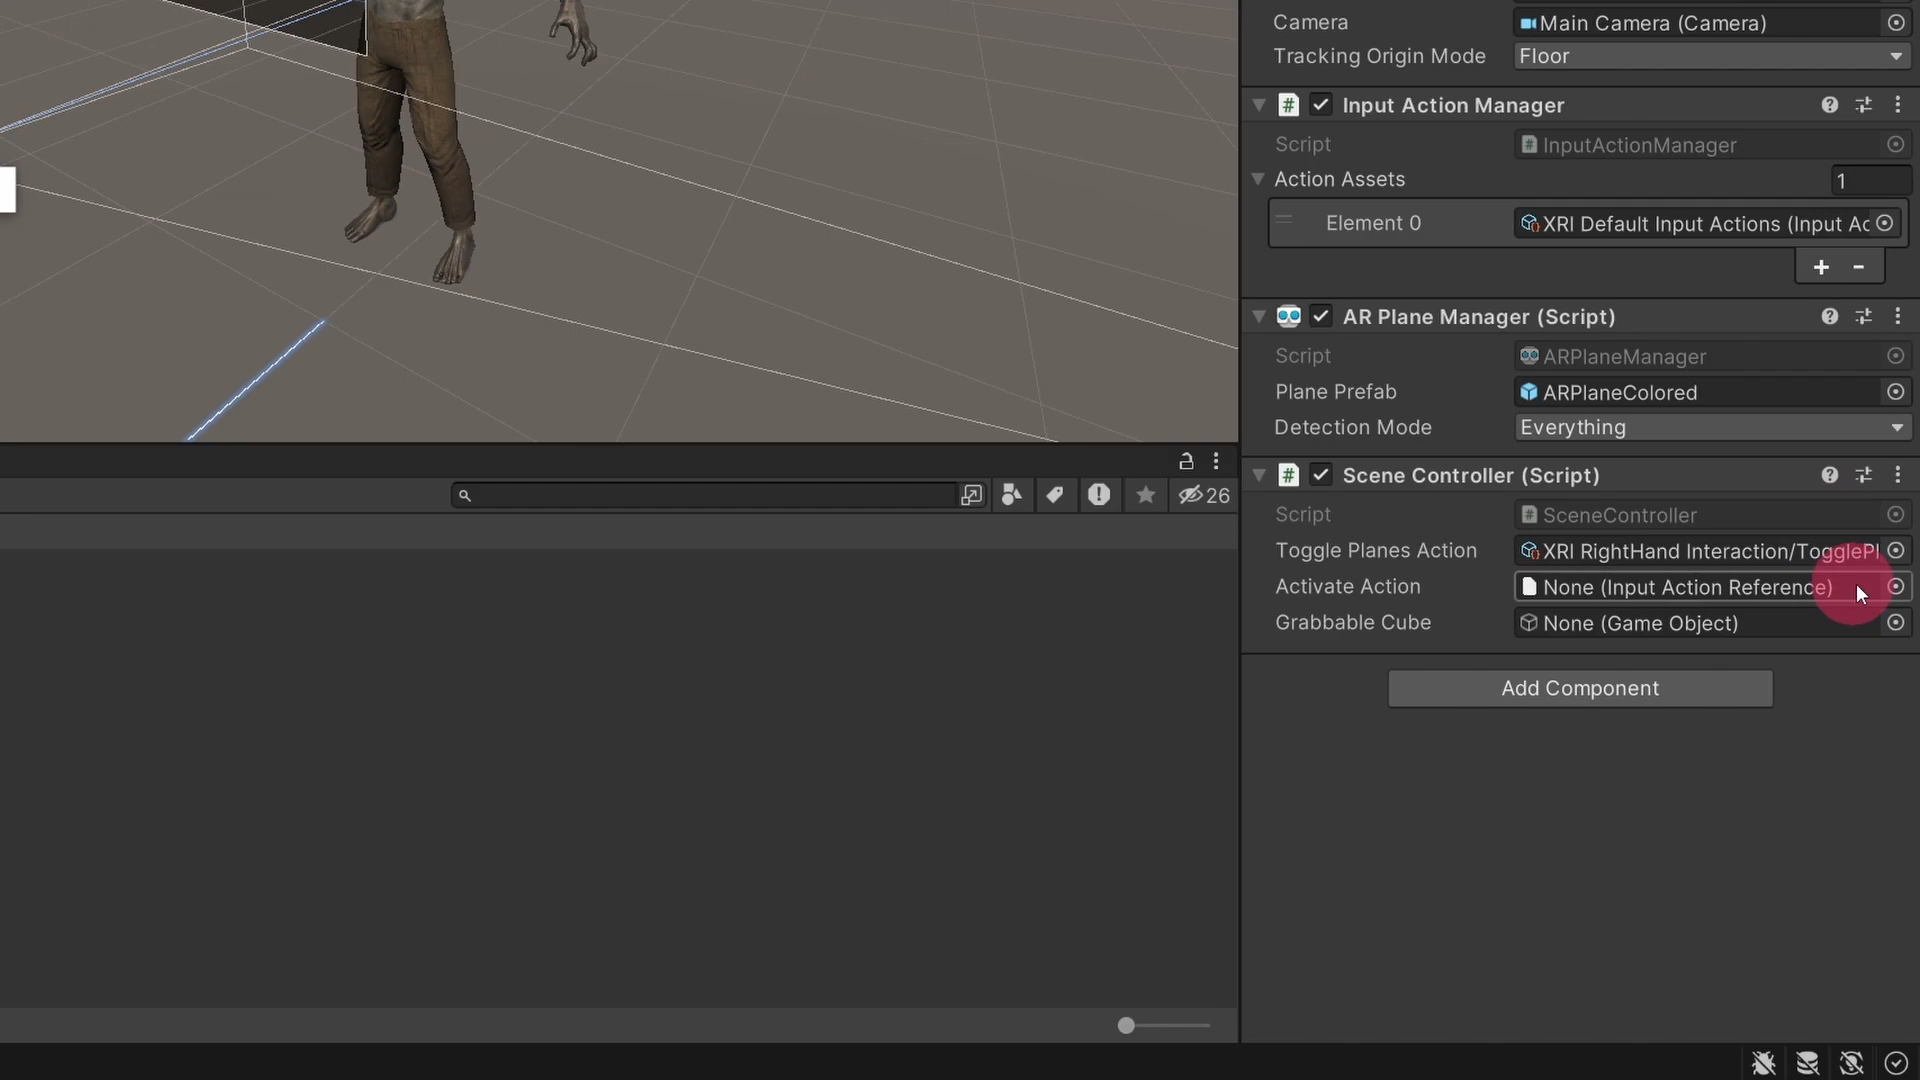 Camera
Main Camera (Camera)
Tracking Origin Mode
Floor
# Input Action Manager
Script
# InputActionManager
Action Assets
1
Element 0
XRI Default Input Actions (Input Ac
+ -
AR Plane Manager (Script)
Script
ARPlaneManager
Plane Prefab
ARPlaneColored
Detection Mode
Everything
26
# Scene Controller (Script)
Script
# SceneController
Toggle Planes Action
XRI RightHand Interaction/TogglePl
Activate Action
None (Input Action Reference)
Grabbable Cube
None (Game Object)
Add Component